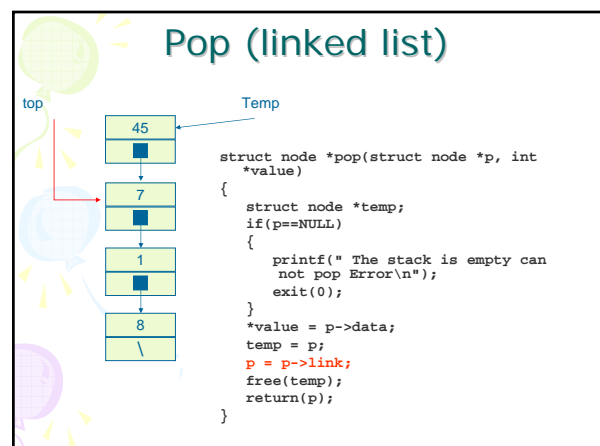 Pop (linked list)
top
Temp
45
7
1
8
\
struct node *pop(struct node *p, int
*value)
{
struct node *temp;
if(p==NULL)
{
printf(" The stack is empty can
not pop Error\n");
exit(0);
}
*value = p->data;
temp = p;
p = p->link;
free(temp);
return(p);
}